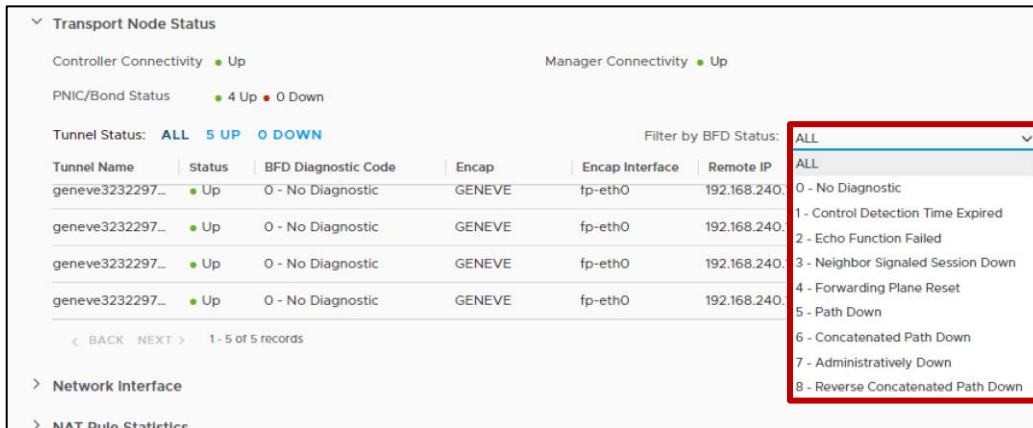 Transport Node Status
Controller Connectivity Up Manager Connectivity Up
PNIC/Bond Status 4 Up 0 Down
Tunnel Status: ALL 5 UP 0 DOWN Filter by BFD Status: ALL
Tunnel Name Status BFD Diagnostic Code Encap Encap Interface Remote IP
geneve3232297... Up 0 - No Diagnostic GENEVE fp-eth0 192.168.240.
geneve3232297... Up 0 - No Diagnostic GENEVE fp-eth0 192.168.240.
geneve3232297... Up 0 - No Diagnostic GENEVE fp-eth0 192.168.240.
geneve3232297... Up 0 - No Diagnostic GENEVE fp-eth0 192.168.240.
ALL
0 - No Diagnostic
1 - Control Detection Time Expired
2 - Echo Function Failed
3 - Neighbor Signaled Session Down
4 - Forwarding Plane Reset
5 - Path Down
6 - Concatenated Path Down
7 - Administratively Down
8 - Reverse Concatenated Path Down
< BACK NEXT > 1 - 5 of 5 records
Network Interface
NAT Rule Statistics